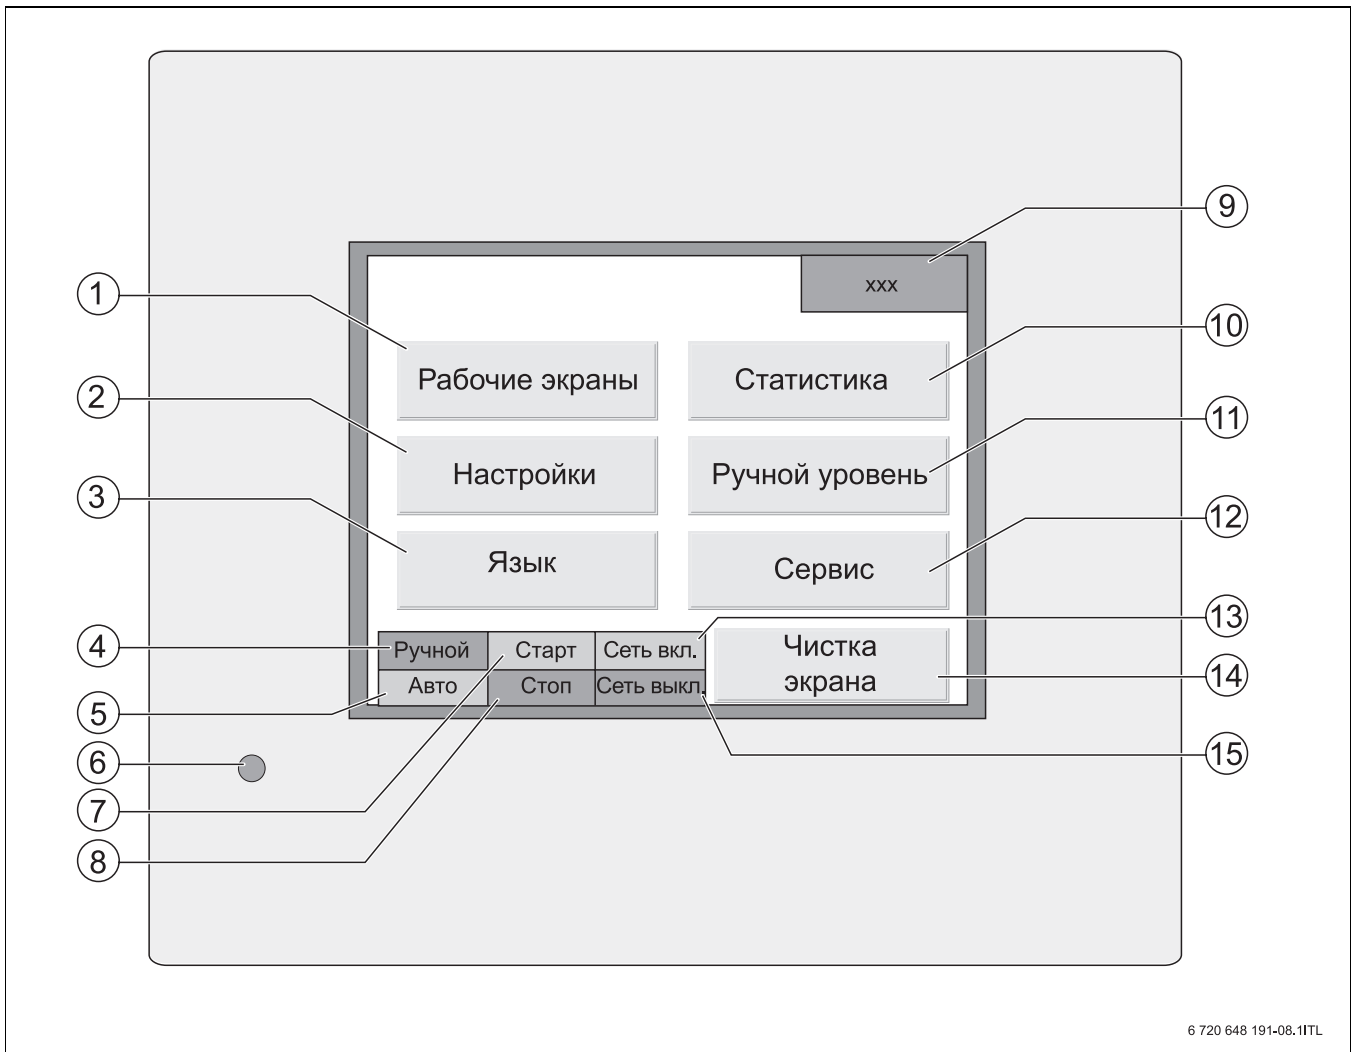 9
xxx
1
10
Рабочие экраны
Статистика
2
11
Настройки
Ручной уровень
3
12
Язык
Сервис
13
4
Ручной
Старт
Сеть вкл.
Чистка
экрана
14
5
Авто
Стоп
Сеть выкл.
6
15
7
8
6 720 648 191-08.1ITL